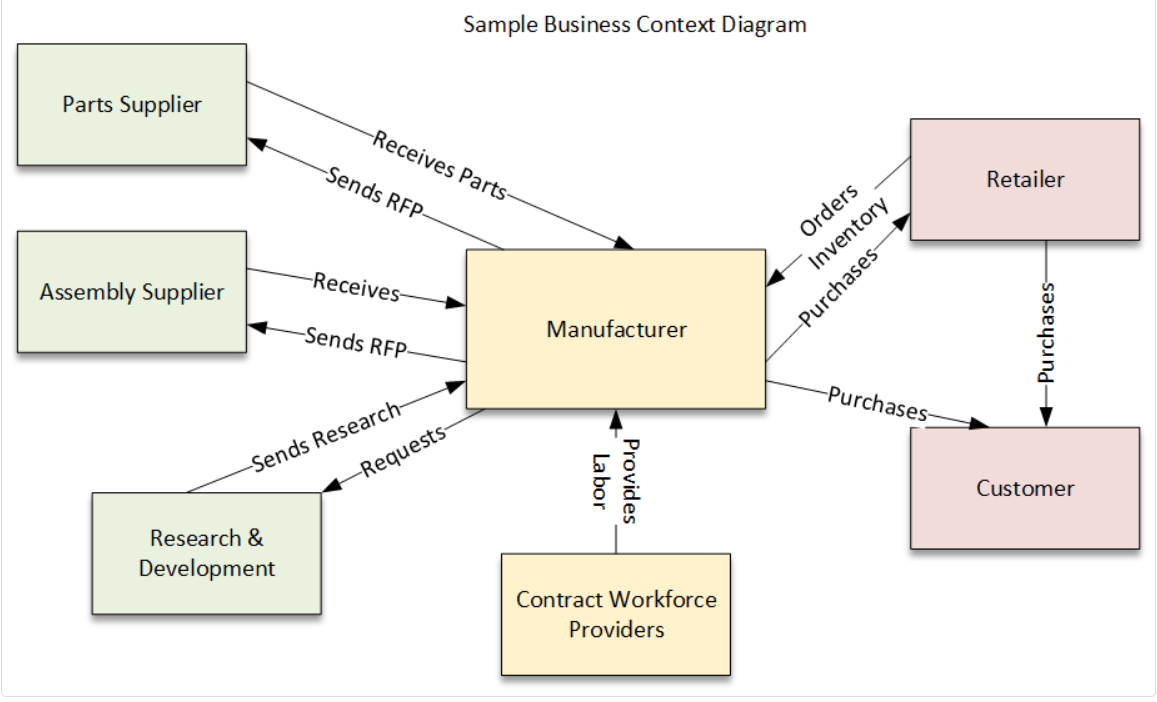 Sample Business Context Diagram
Parts Supplier
Receives Parts
Sends RFP
Retailer
Orders
Inventory
Purchases
Assembly Supplier
Receives
Sends RFP
Manufacturer
Purchases
Purchases
Sends Research
Requests
Provides
Labor
Customer
Research &
Development
Contract Workforce
Providers